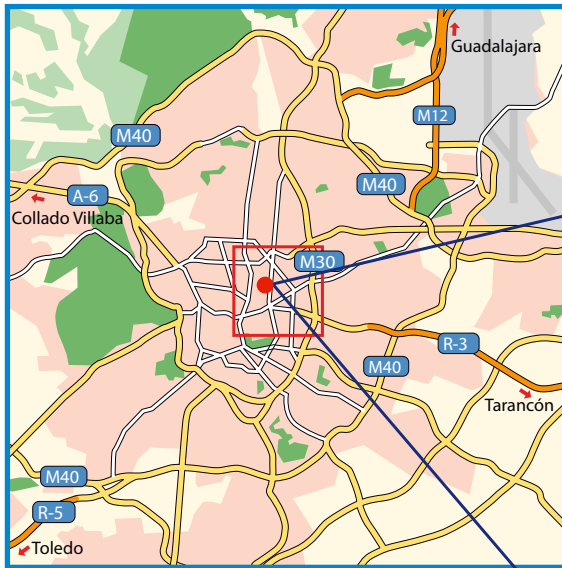 Guadalajara
M12
M40
M40
A-6
Collado Villaba
M30
R-3
M40
Tarancón
M40
R-5
Toledo